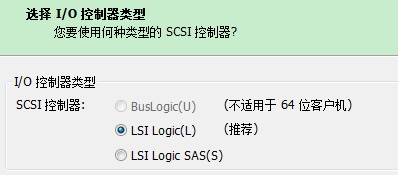 选择 I/O 控制器类型
您要使用何种类型的 SCSI 控制器?
I/O 控制器类型
SCSI 控制器: BusLogic(U) (不适用于 64 位客户机)
LSI Logic(L) (推荐)
LSI Logic SAS(S)